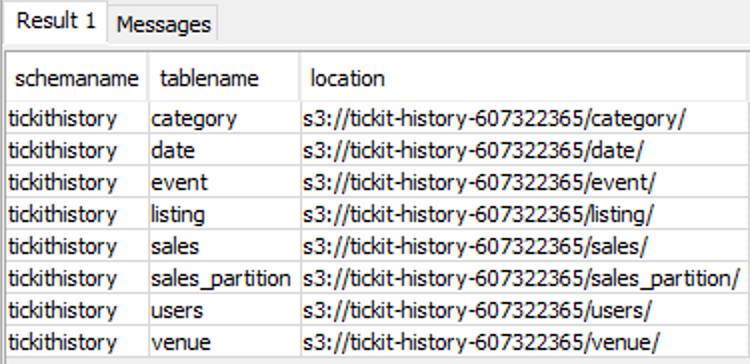 Result 1 Messages
schemaname tablename location
tickithistory category s3://tickit-history-607322365/category/
tickithistory date s3://tickit-history-607322365/date/
tickithistory event s3://tickit-history-607322365/event/
tickithistory listing s3://tickit-history-607322365/listing/
tickithistory sales s3://tickit-history-607322365/sales/
tickithistory sales_partition s3://tickit-history-607322365/sales_partition/
tickithistory users s3://tickit-history-607322365/users/
tickithistory venue s3://tickit-history-607322365/venue/